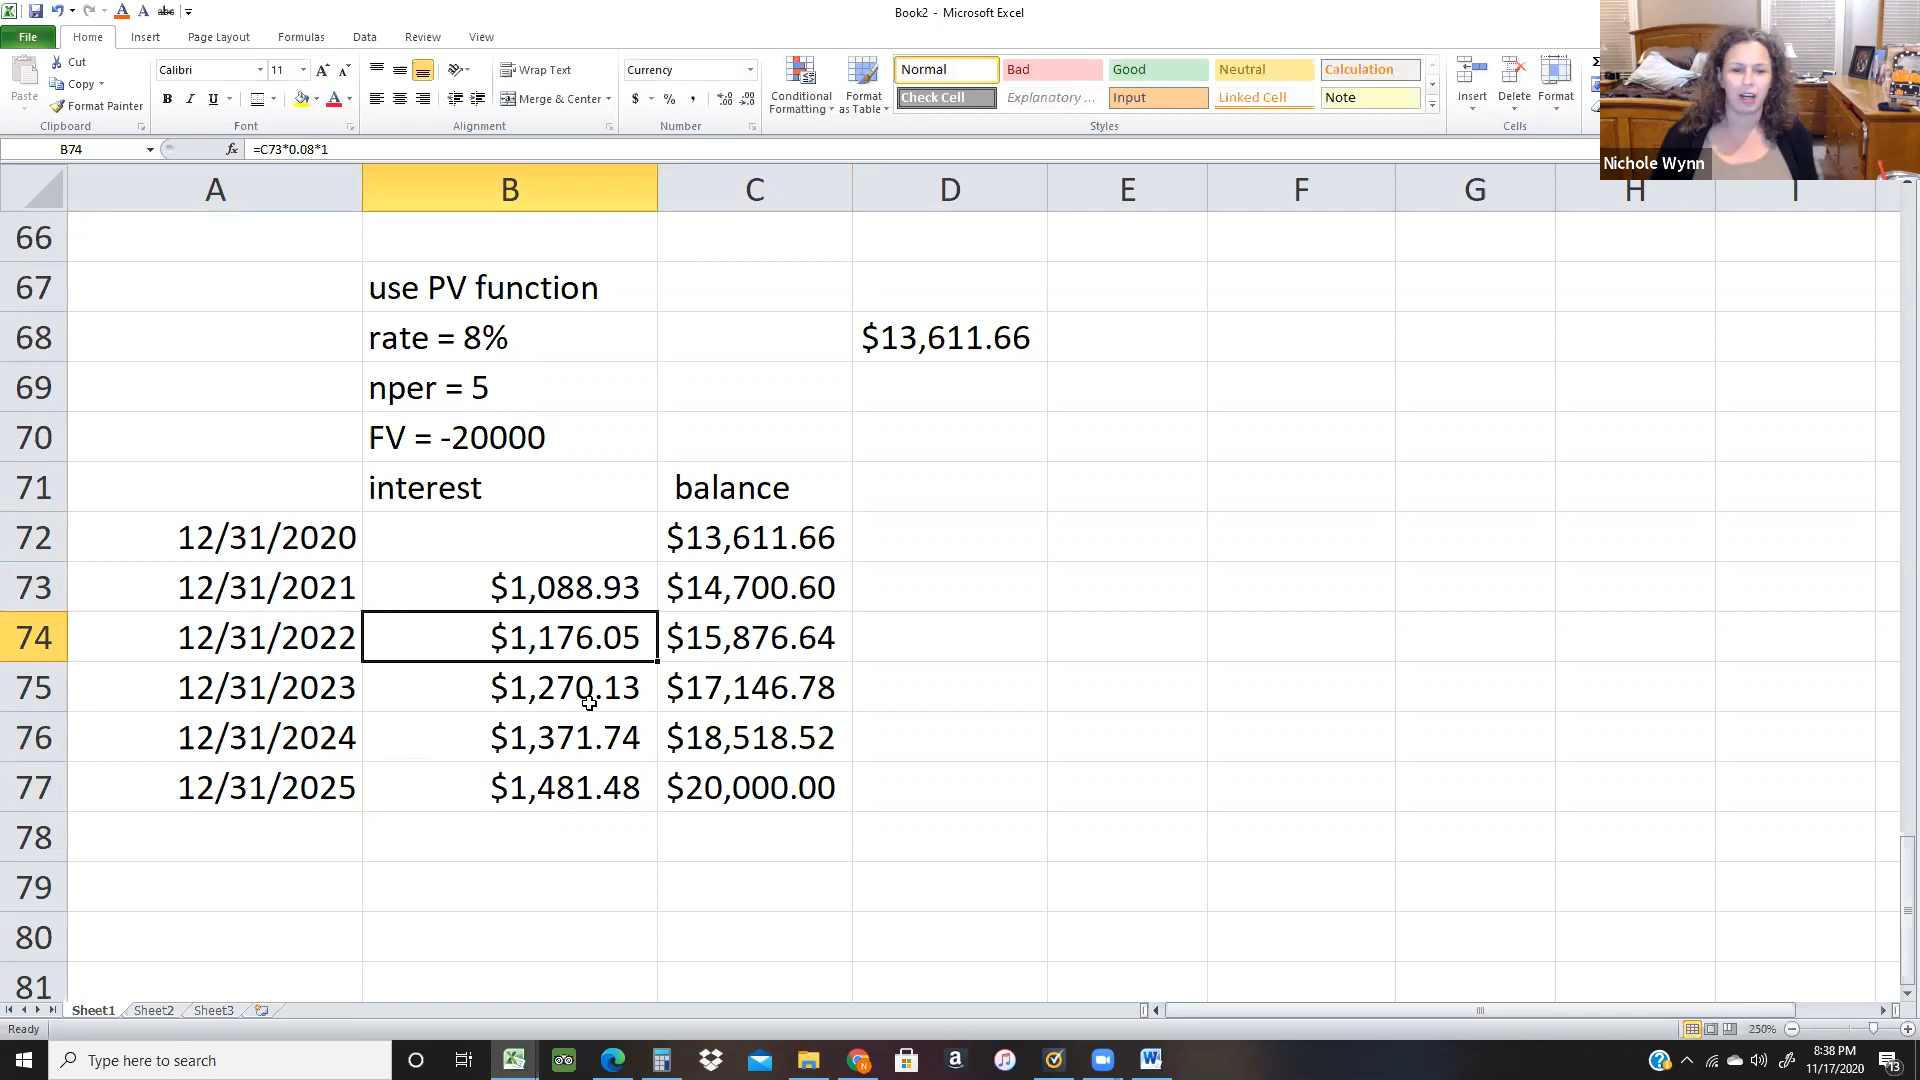 Book2 - Microsoft Excel
File Home Insert Page Layout Formulas Data Review View
Paste
Cut
Copy
Format Painter
Clipboard
Calibri 11
B I U
Font
Wrap Text
Merge & Center
Alignment
Currency
$ % ,
Number
Conditional Formatting
Format as Table
Normal Bad Good Neutral Calculation
Check Cell Explanatory ... Input Linked Cell Note
Styles
Insert Delete Format
Cells
Nichole Wynn
B74 fx =C73*0.08*1
A B C D E F G H I
66
67 use PV function
68 rate = 8% $13,611.66
69 nper = 5
70 FV = -20000
71 interest balance
72 12/31/2020 $13,611.66
73 12/31/2021 $1,088.93 $14,700.60
74 12/31/2022 $1,176.05 $15,876.64
75 12/31/2023 $1,270.13 $17,146.78
76 12/31/2024 $1,371.74 $18,518.52
77 12/31/2025 $1,481.48 $20,000.00
78
79
80
81
Sheet1 Sheet2 Sheet3
Ready 250%
Type here to search
8:38 PM
11/17/2020
13